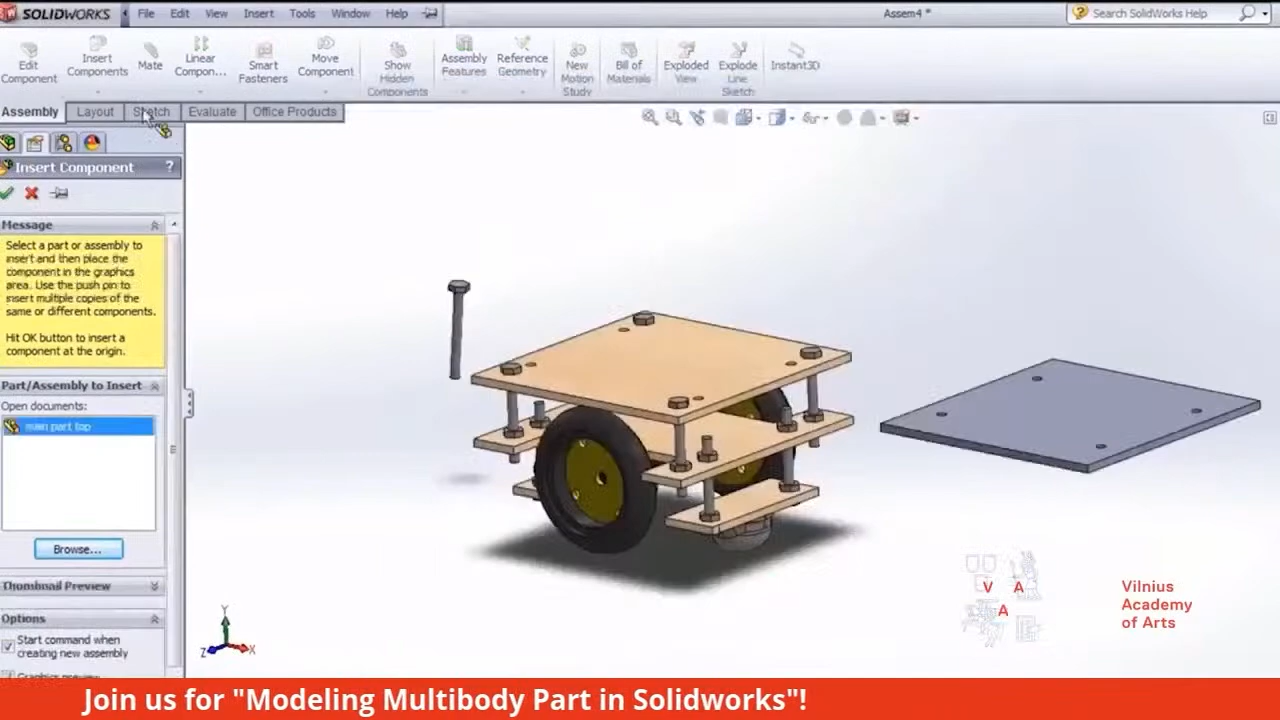 SOLIDWORKS
File Edit View Insert Tools Window Help
Assem4 *
Search SolidWorks Help
Edit
Component
Insert
Components
Mate
Linear
Compon...
Smart
Fasteners
Move
Component
Show
Hidden
Components
Assembly
Features
Reference
Geometry
New
Motion
Study
Bill of
Materials
Exploded
View
Explode
Line
Sketch
Instant3D
Assembly Layout Sketch Evaluate Office Products
Insert Component ?
Message
Select a part or assembly to
insert and then place the
component in the graphics
area. Use the push pin to
insert multiple copies of the
same or different components.
Hit OK button to insert a
component at the origin.
Part/Assembly to Insert
Open documents:
main part top
Browse...
Thumbnail Preview
Options
Start command when
creating new assembly
Graphics preview
Y
Z
X
V A
A
Vilnius
Academy
of Arts
Join us for "Modeling Multibody Part in Solidworks"!